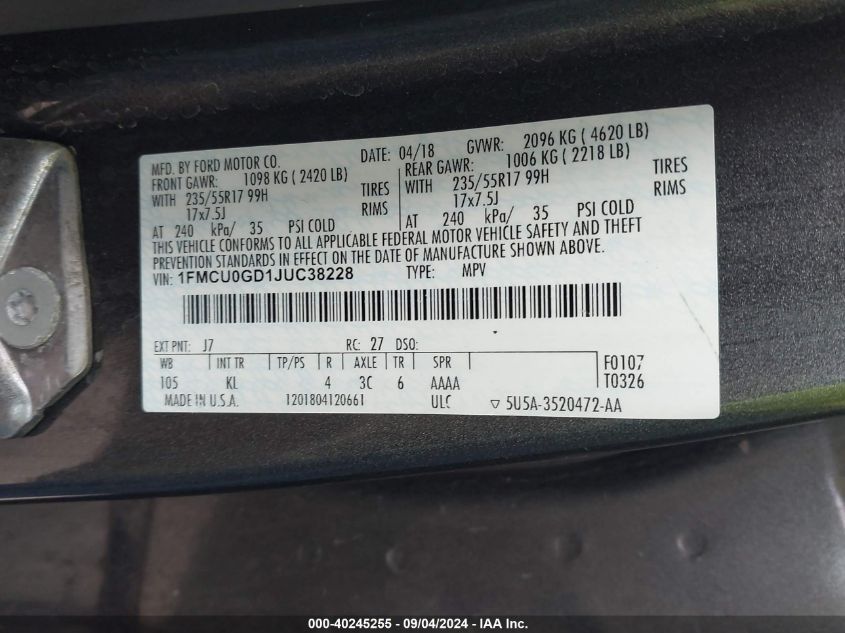 MFD. BY FORD MOTOR CO. DATE: 04/18 GVWR: 2096 KG ( 4620 LB)
FRONT GAWR: 1098 KG ( 2420 LB) REAR GAWR: 1006 KG ( 2218 LB)
WITH 235/55R17 99H TIRES WITH 235/55R17 99H TIRES
17x7.5J RIMS 17x7.5J RIMS
AT 240 kPa/ 35 PSI COLD AT 240 kPa/ 35 PSI COLD
THIS VEHICLE CONFORMS TO ALL APPLICABLE FEDERAL MOTOR VEHICLE SAFETY AND THEFT
PREVENTION STANDARDS IN EFFECT ON THE DATE OF MANUFACTURE SHOWN ABOVE.
VIN: 1FMCU0GD1JUC38228 TYPE: MPV
EXT PNT: J7 RC: 27 DSO:
WB INT TR TP/PS R AXLE TR SPR F0107
105 KL 4 3C 6 AAAA T0326
MADE IN U.S.A. 1201804120661 ULC ▽ 5U5A-3520472-AA
000-40245255 - 09/04/2024 - IAA Inc.